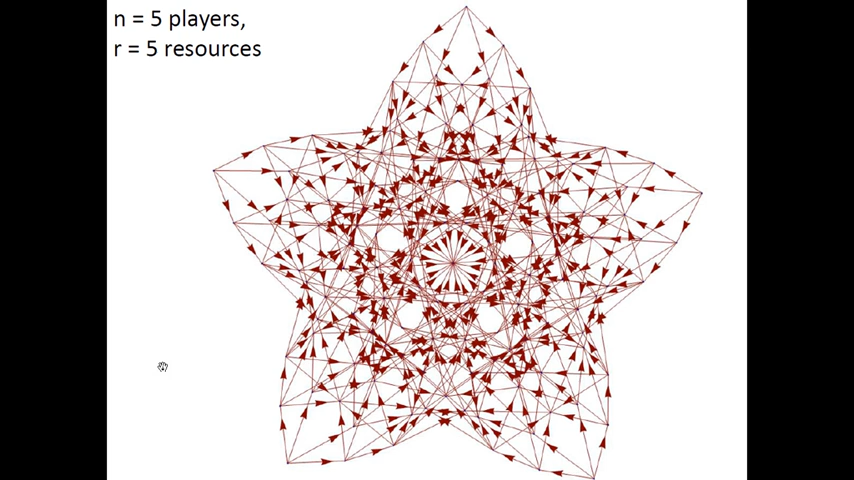 n = 5 players,
r = 5 resources